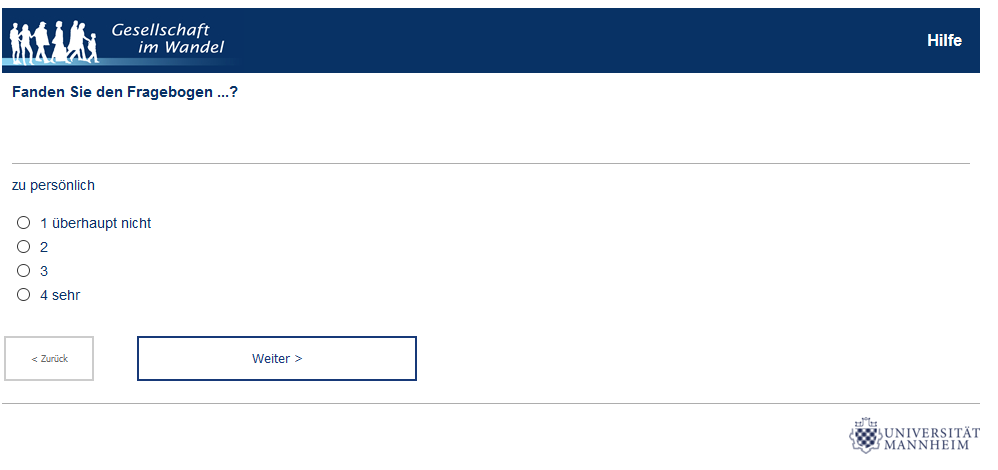 Gesellschaft
im Wandel
Hilfe
Fanden Sie den Fragebogen ...?
zu persönlich
1 überhaupt nicht
2
3
4 sehr
< Zurück
Weiter >
UNIVERSITÄT
MANNHEIM